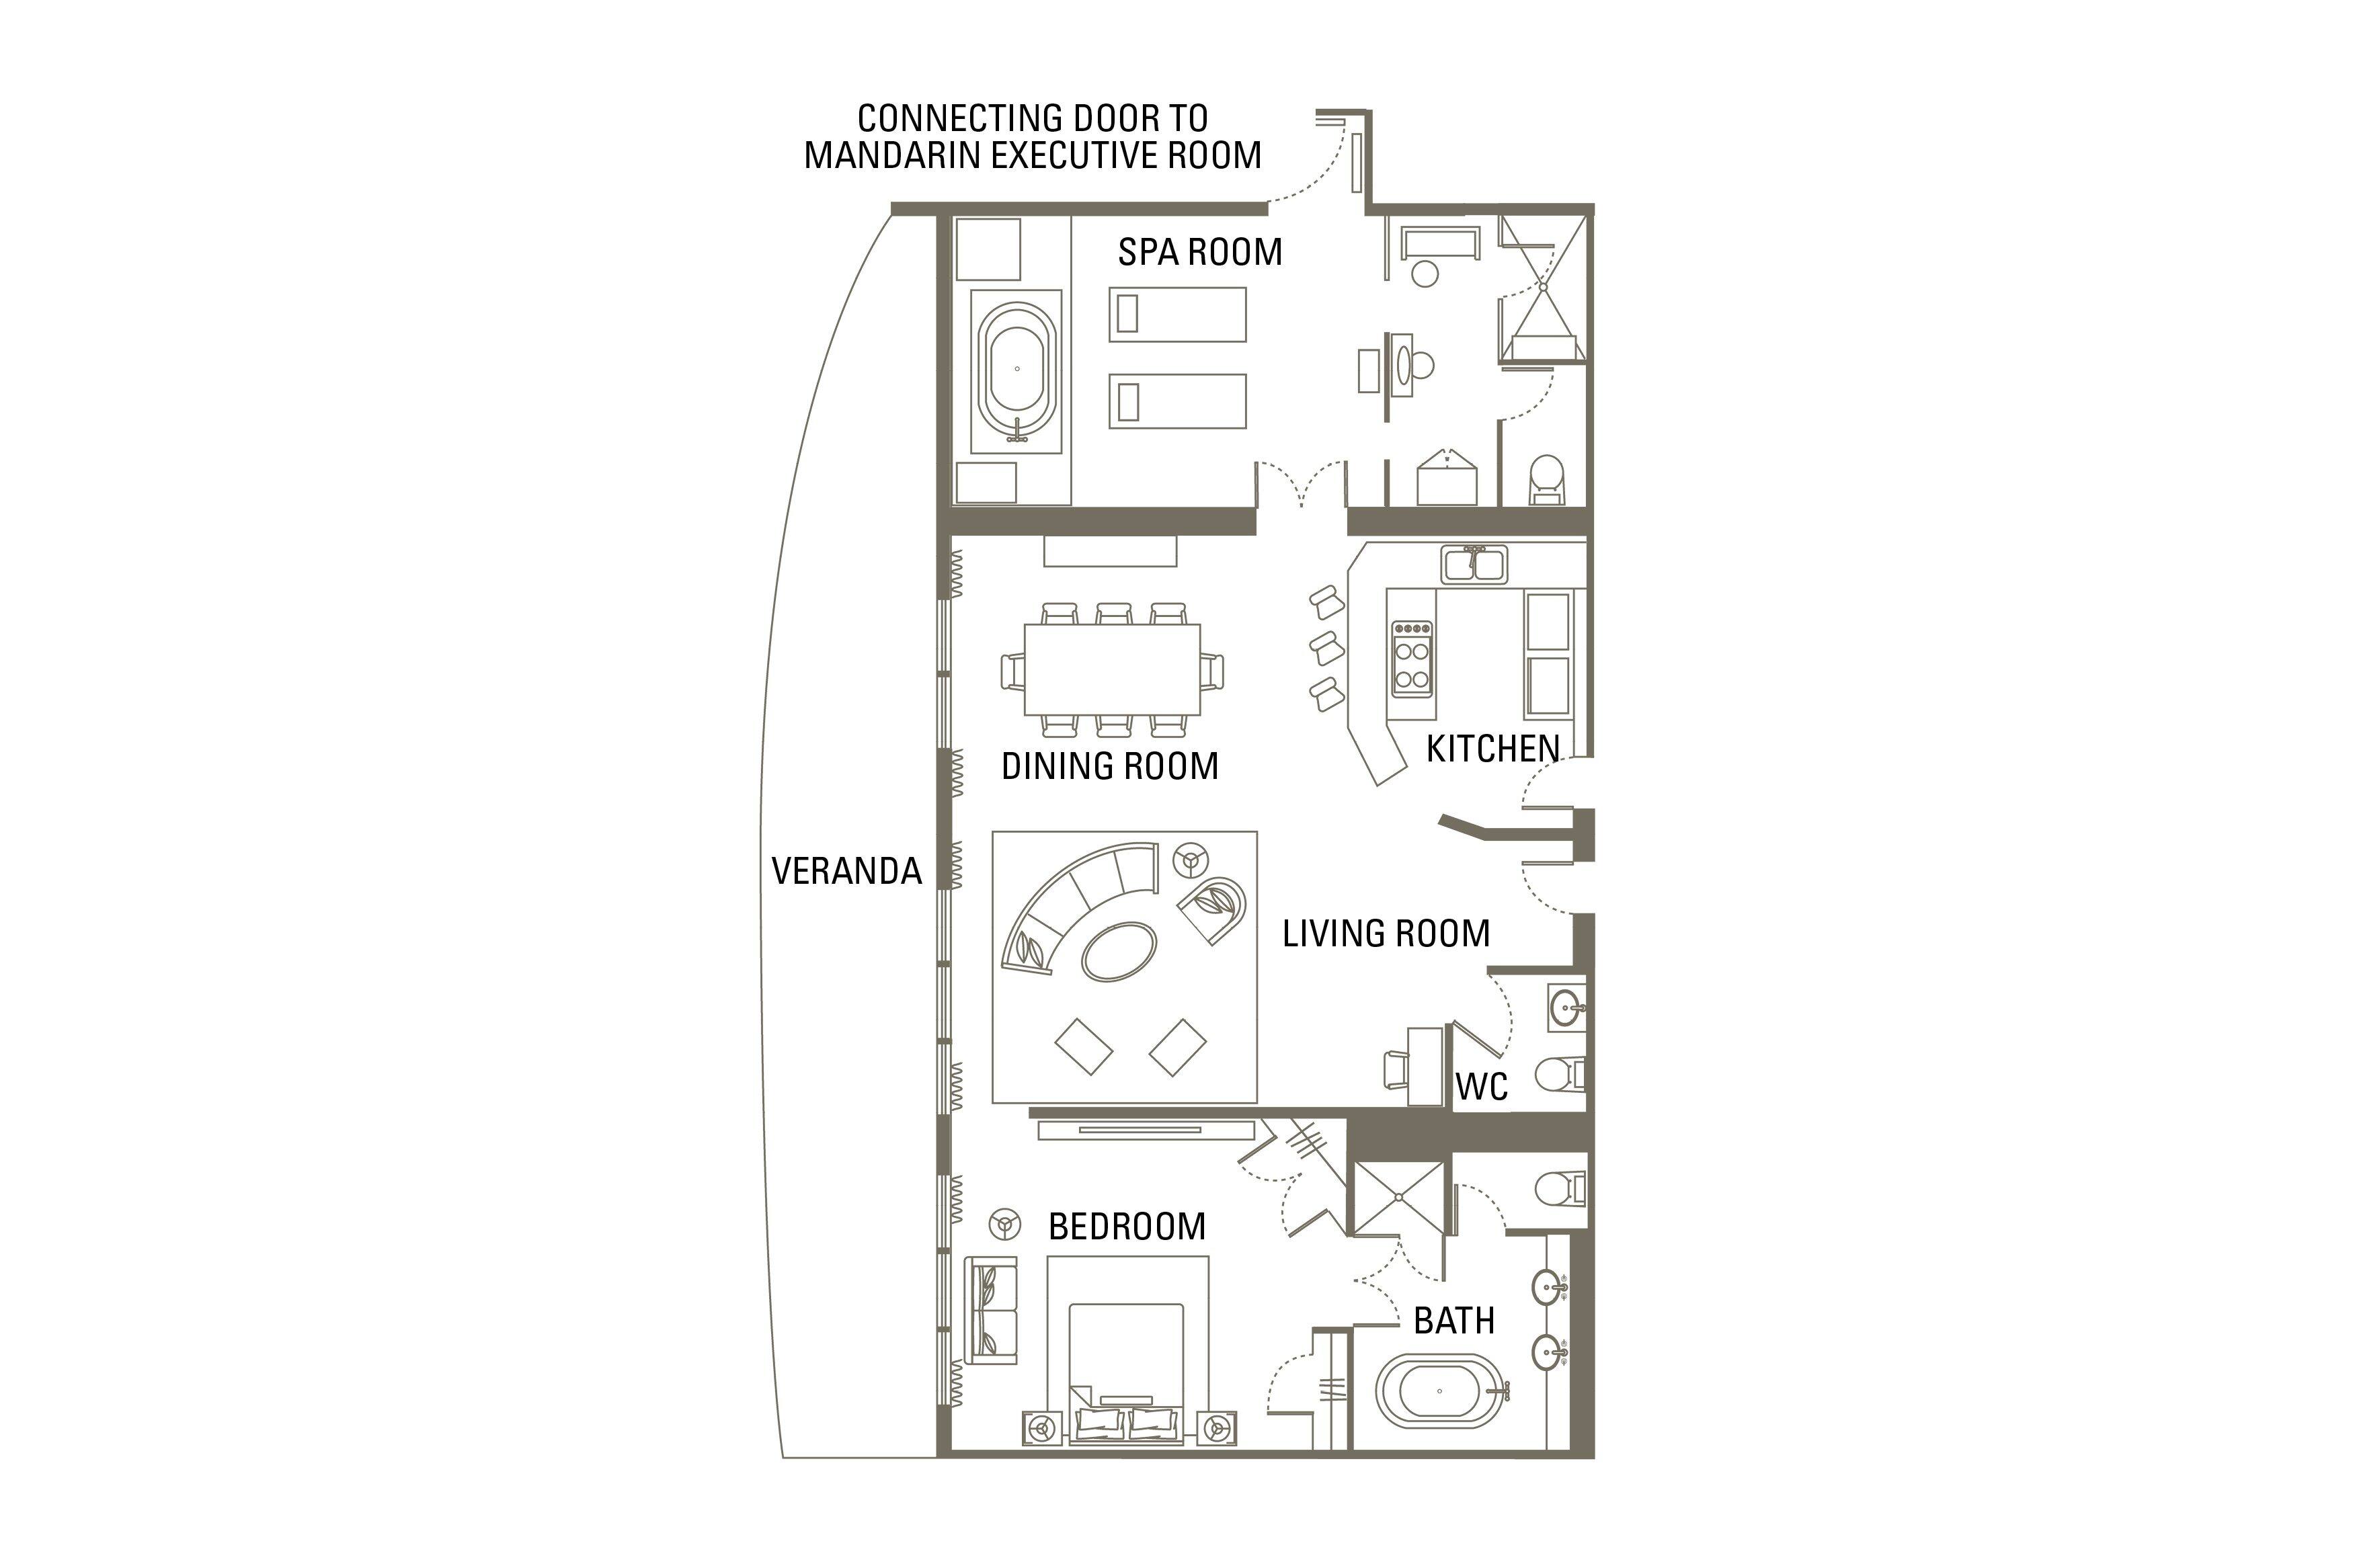 CONNECTING DOOR TO
MANDARIN EXECUTIVE ROOM
SPA ROOM
KITCHEN
DINING ROOM
VERANDA
LIVING ROOM
WC
BEDROOM
BATH